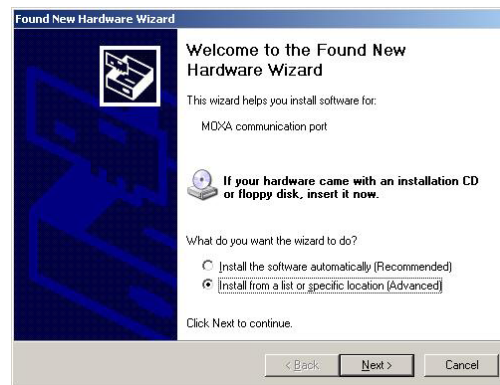 Found New Hardware Wizard
Welcome to the Found New
Hardware Wizard
This wizard helps you install software for:
MOXA communication port
If your hardware came with an installation CD
or floppy disk, insert it now.
What do you want the wizard to do?
Install the software automatically (Recommended)
Install from a list or specific location (Advanced)
Click Next to continue.
< Back Next > Cancel